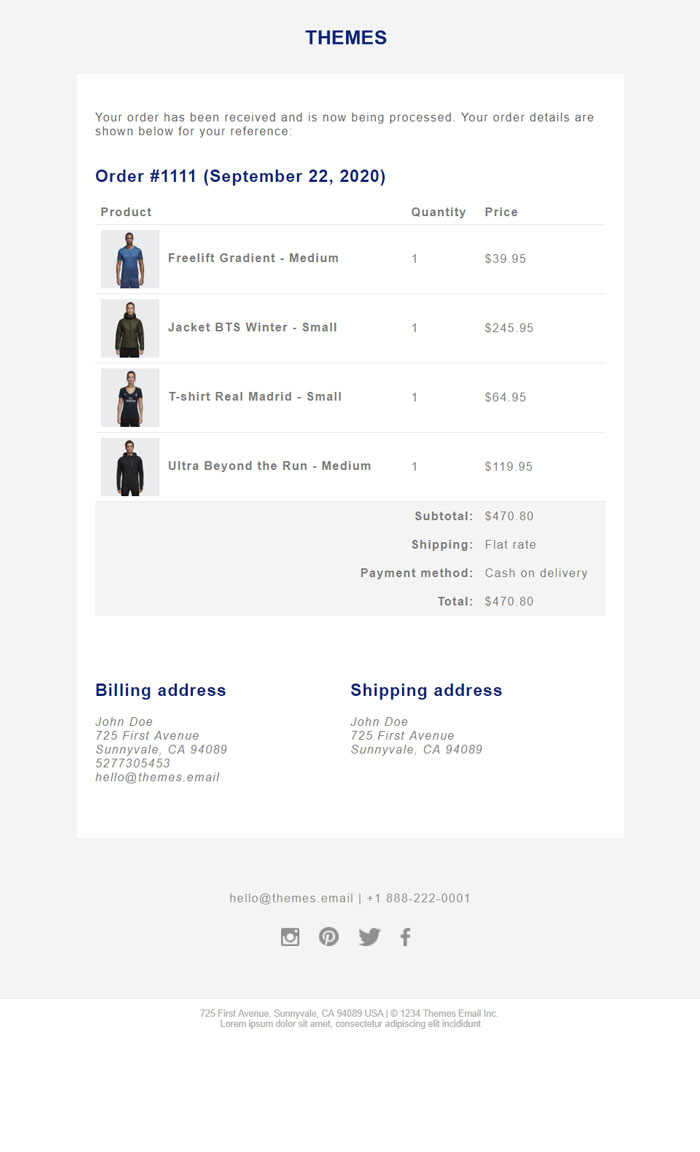 THEMES
Your order has been received and is now being processed. Your order details are
shown below for your reference:
Order #1111 (September 22, 2020)
Product Quantity Price
Freelift Gradient - Medium 1 $39.95
Jacket BTS Winter - Small 1 $245.95
T-shirt Real Madrid - Small 1 $64.95
Ultra Beyond the Run - Medium 1 $119.95
Subtotal: $470.80
Shipping: Flat rate
Payment method: Cash on delivery
Total: $470.80
Billing address
John Doe
725 First Avenue
Sunnyvale, CA 94089
5277305453
hello@themes.email
Shipping address
John Doe
725 First Avenue
Sunnyvale, CA 94089
hello@themes.email | +1 888-222-0001
725 First Avenue, Sunnyvale, CA 94089 USA | © 1234 Themes Email Inc.
Lorem ipsum dolor sit amet, consectetur adipiscing elit incididunt